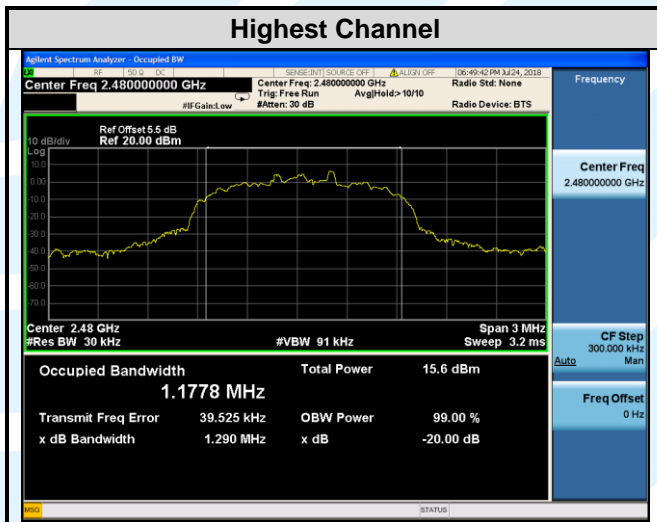 Highest Channel
Agilent Spectrum Analyzer - Occupied BW
RF 50 Ω DC SENSE:INT SOURCE OFF ALIGN OFF 06:49:42 PM Jul 24, 2018
Center Freq 2.480000000 GHz Center Freq: 2.480000000 GHz Radio Std: None
Trig: Free Run Avg|Hold:> 10/10
#IFGain:Low #Atten: 30 dB Radio Device: BTS
Ref Offset 5.5 dB
10 dB/div Ref 20.00 dBm
Log
10.0
0.00
-10.0
-20.0
-30.0
-40.0
-50.0
-60.0
-70.0
Center 2.48 GHz Span 3 MHz
#Res BW 30 kHz #VBW 91 kHz Sweep 3.2 ms
Occupied Bandwidth Total Power 15.6 dBm
1.1778 MHz
Transmit Freq Error 39.525 kHz OBW Power 99.00 %
x dB Bandwidth 1.290 MHz x dB -20.00 dB
MSG STATUS
Frequency
Center Freq
2.480000000 GHz
CF Step
300.000 kHz
Auto Man
Freq Offset
0 Hz